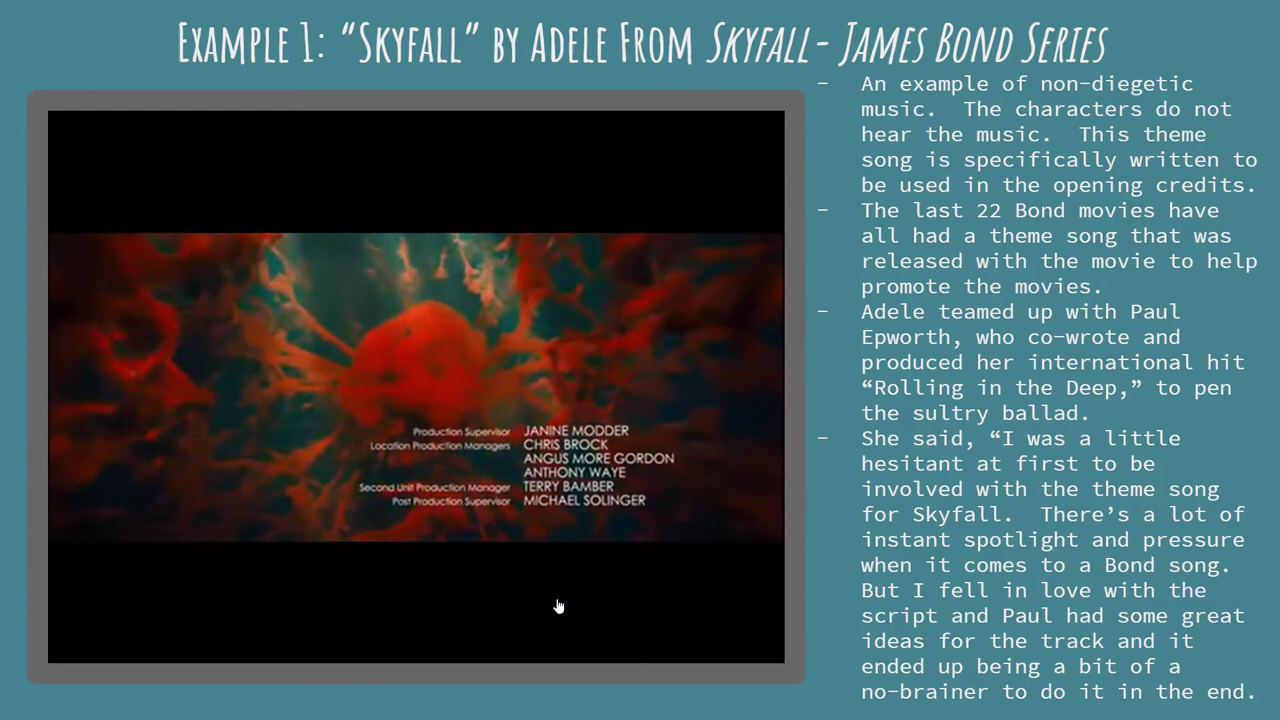 Example 1: “Skyfall” by Adele From Skyfall- James Bond Series
- An example of non-diegetic
music. The characters do not
hear the music. This theme
song is specifically written to
be used in the opening credits.
- The last 22 Bond movies have
all had a theme song that was
released with the movie to help
promote the movies.
- Adele teamed up with Paul
Epworth, who co-wrote and
produced her international hit
“Rolling in the Deep,” to pen
the sultry ballad.
- She said, “I was a little
hesitant at first to be
involved with the theme song
for Skyfall. There’s a lot of
instant spotlight and pressure
when it comes to a Bond song.
But I fell in love with the
script and Paul had some great
ideas for the track and it
ended up being a bit of a
no-brainer to do it in the end.
Production Supervisor JANINE MODDER
Location Production Managers CHRIS BROCK
ANGUS MORE GORDON
ANTHONY WAYE
Second Unit Production Manager TERRY BAMBER
Post Production Supervisor MICHAEL SOLINGER